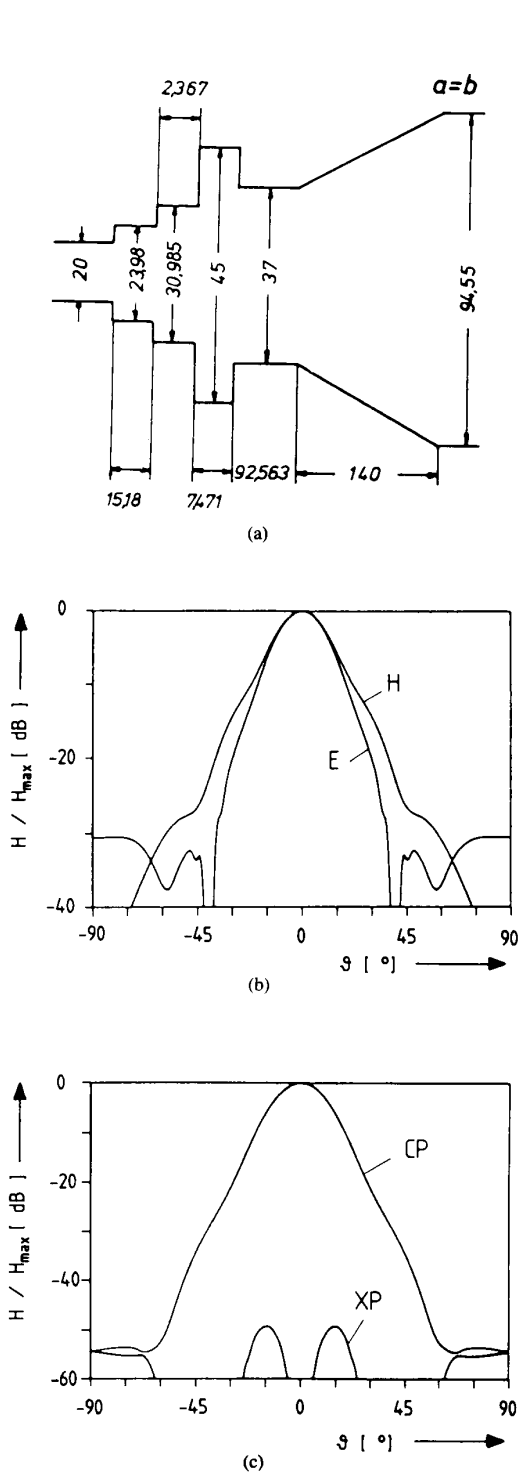 a=b
2,367
20
23,98
30,985
45
37
94,55
92,563
140
15,18
7,471
(a)
0
H
E
-20
H / Hmax [ dB ]
-40
-90
-45
0
45
90
ϑ [ ° ]
(b)
0
CP
-20
H / Hmax [ dB ]
-40
XP
-60
-90
-45
0
45
90
ϑ [ ° ]
(c)